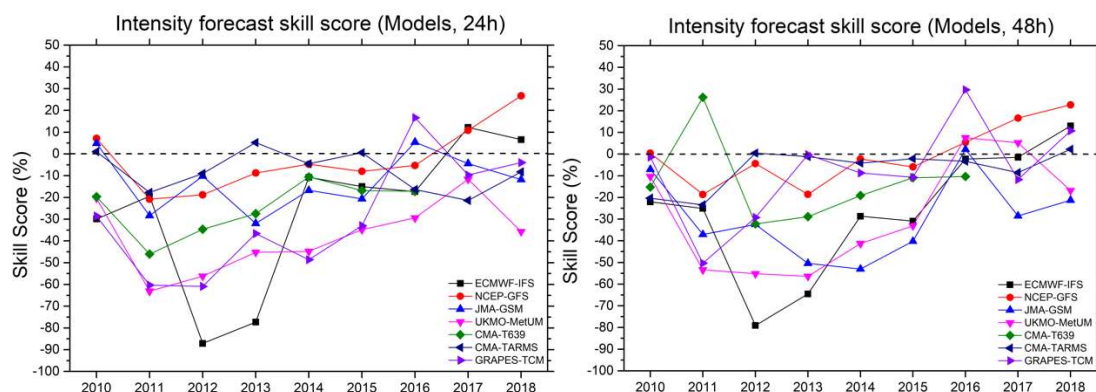 Intensity forecast skill score (Models, 24h)
Skill Score (%)
50
40
30
20
10
0
-10
-20
-30
-40
-50
-60
-70
-80
-90
-100
ECMWF-IFS
NCEP-GFS
JMA-GSM
UKMO-MetUM
CMA-T639
CMA-TARMS
GRAPES-TCM
2010 2011 2012 2013 2014 2015 2016 2017 2018
Intensity forecast skill score (Models, 48h)
Skill Score (%)
50
40
30
20
10
0
-10
-20
-30
-40
-50
-60
-70
-80
-90
-100
ECMWF-IFS
NCEP-GFS
JMA-GSM
UKMO-MetUM
CMA-T639
CMA-TARMS
GRAPES-TCM
2010 2011 2012 2013 2014 2015 2016 2017 2018